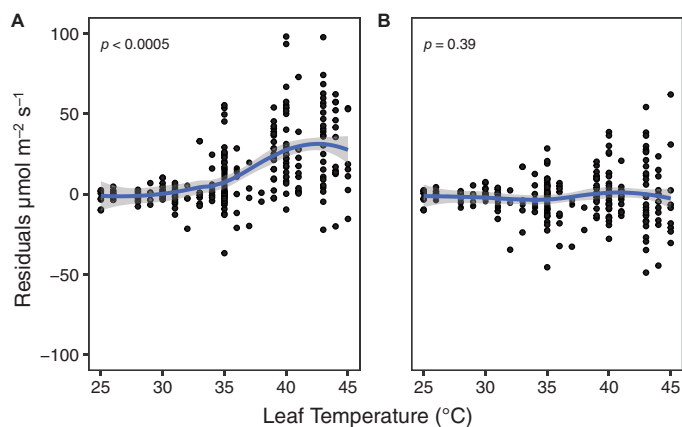 A
B
p < 0.0005
p = 0.39
Residuals µmol m⁻² s⁻¹
100
50
0
−50
−100
25 30 35 40 45
25 30 35 40 45
Leaf Temperature (°C)